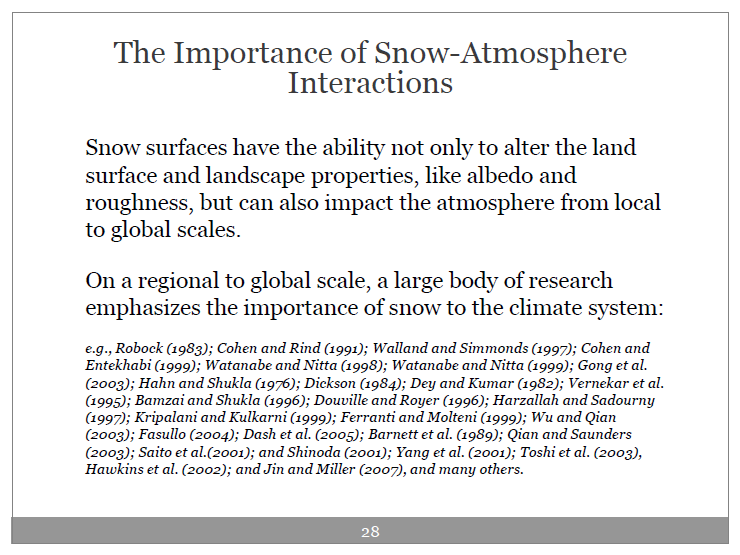 The Importance of Snow-Atmosphere
Interactions
Snow surfaces have the ability not only to alter the land
surface and landscape properties, like albedo and
roughness, but can also impact the atmosphere from local
to global scales.
On a regional to global scale, a large body of research
emphasizes the importance of snow to the climate system:
e.g., Robock (1983); Cohen and Rind (1991); Walland and Simmonds (1997); Cohen and
Entekhabi (1999); Watanabe and Nitta (1998); Watanabe and Nitta (1999); Gong et al.
(2003); Hahn and Shukla (1976); Dickson (1984); Dey and Kumar (1982); Vernekar et al.
(1995); Bamzai and Shukla (1996); Douville and Royer (1996); Harzallah and Sadourny
(1997); Kripalani and Kulkarni (1999); Ferranti and Molteni (1999); Wu and Qian
(2003); Fasullo (2004); Dash et al. (2005); Barnett et al. (1989); Qian and Saunders
(2003); Saito et al.(2001); and Shinoda (2001); Yang et al. (2001); Toshi et al. (2003),
Hawkins et al. (2002); and Jin and Miller (2007), and many others.
28